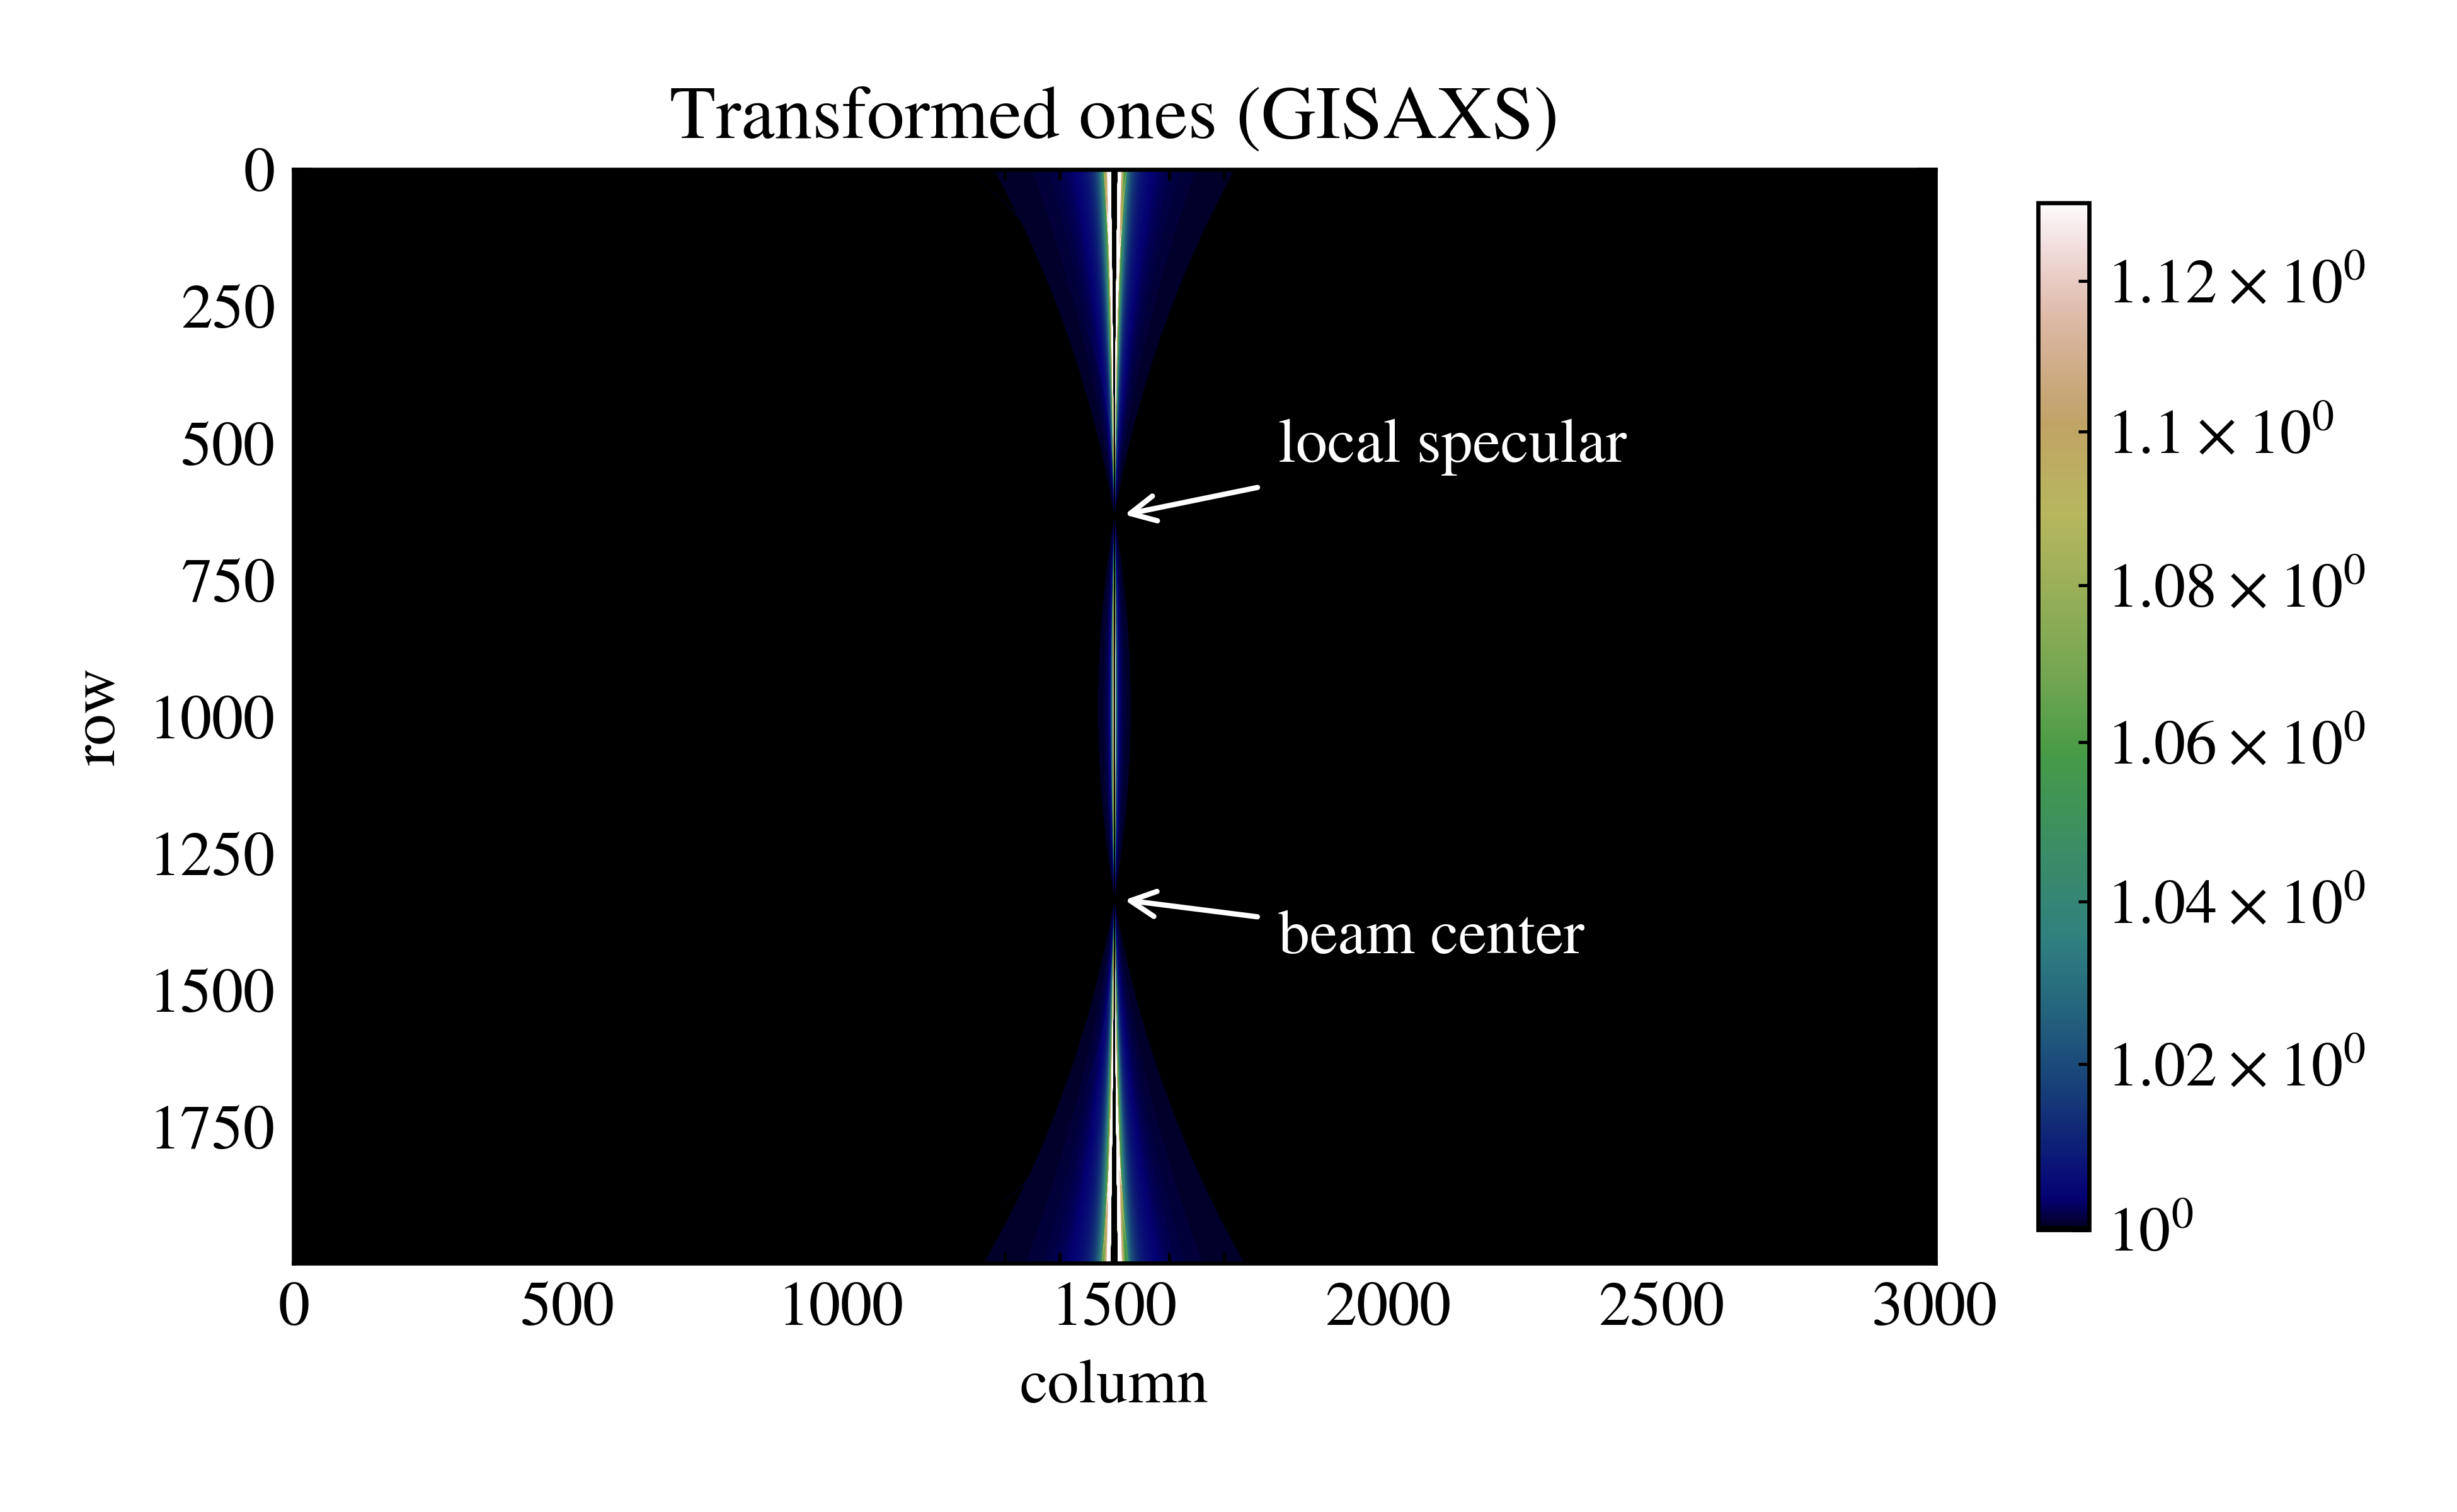 Transformed ones (GISAXS)
0
250
500
750
1000
1250
1500
1750
row
local specular
beam center
0 500 1000 1500 2000 2500 3000
column
1.12 × 10⁰
1.1 × 10⁰
1.08 × 10⁰
1.06 × 10⁰
1.04 × 10⁰
1.02 × 10⁰
10⁰